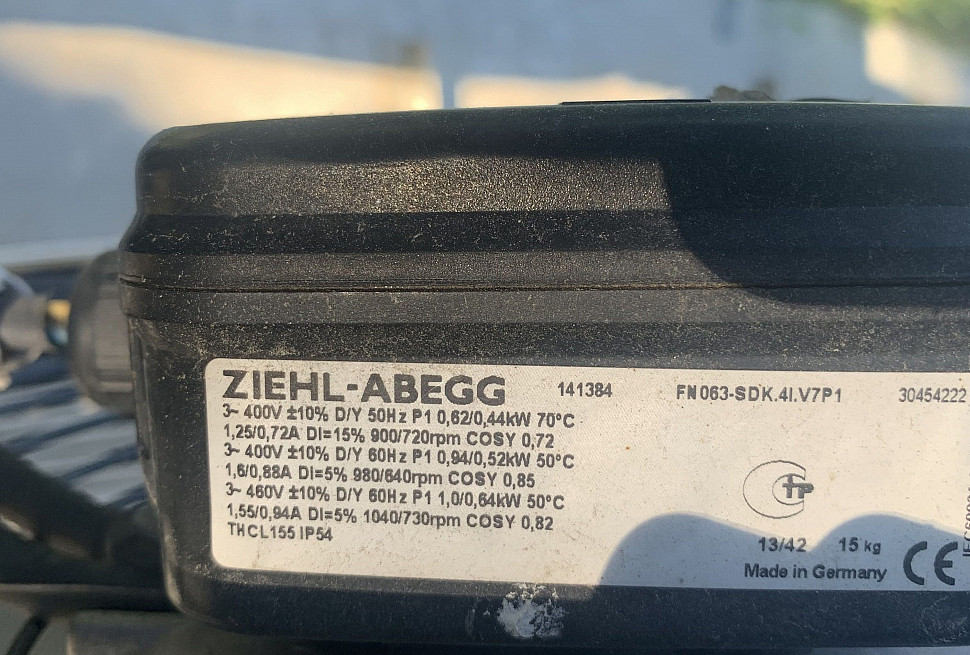 ZIEHL-ABEGG 141384 FN063-SDK.4I.V7P1 30454222
3~ 400V ±10% D/Y 50Hz P1 0,62/0,44kW 70°C
1,25/0,72A DI=15% 900/720rpm COSY 0,72
3~ 400V ±10% D/Y 60Hz P1 0,94/0,52kW 50°C
1,6/0,88A DI=5% 980/640rpm COSY 0,85
3~ 460V ±10% D/Y 60Hz P1 1,0/0,64kW 50°C
1,55/0,94A DI=5% 1040/730rpm COSY 0,82
THCL155 IP54
13/42 15 kg
Made in Germany CE